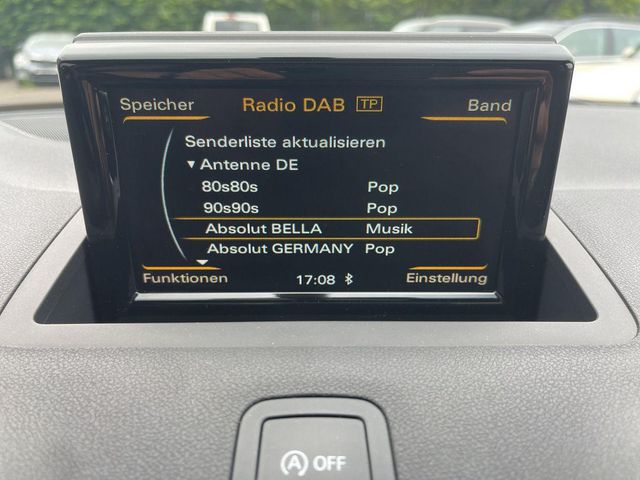 Speicher Radio DAB TP Band
Senderliste aktualisieren
▼ Antenne DE
80s80s Pop
90s90s Pop
Absolut BELLA Musik
Absolut GERMANY Pop
Funktionen 17:08 Einstellung
A OFF